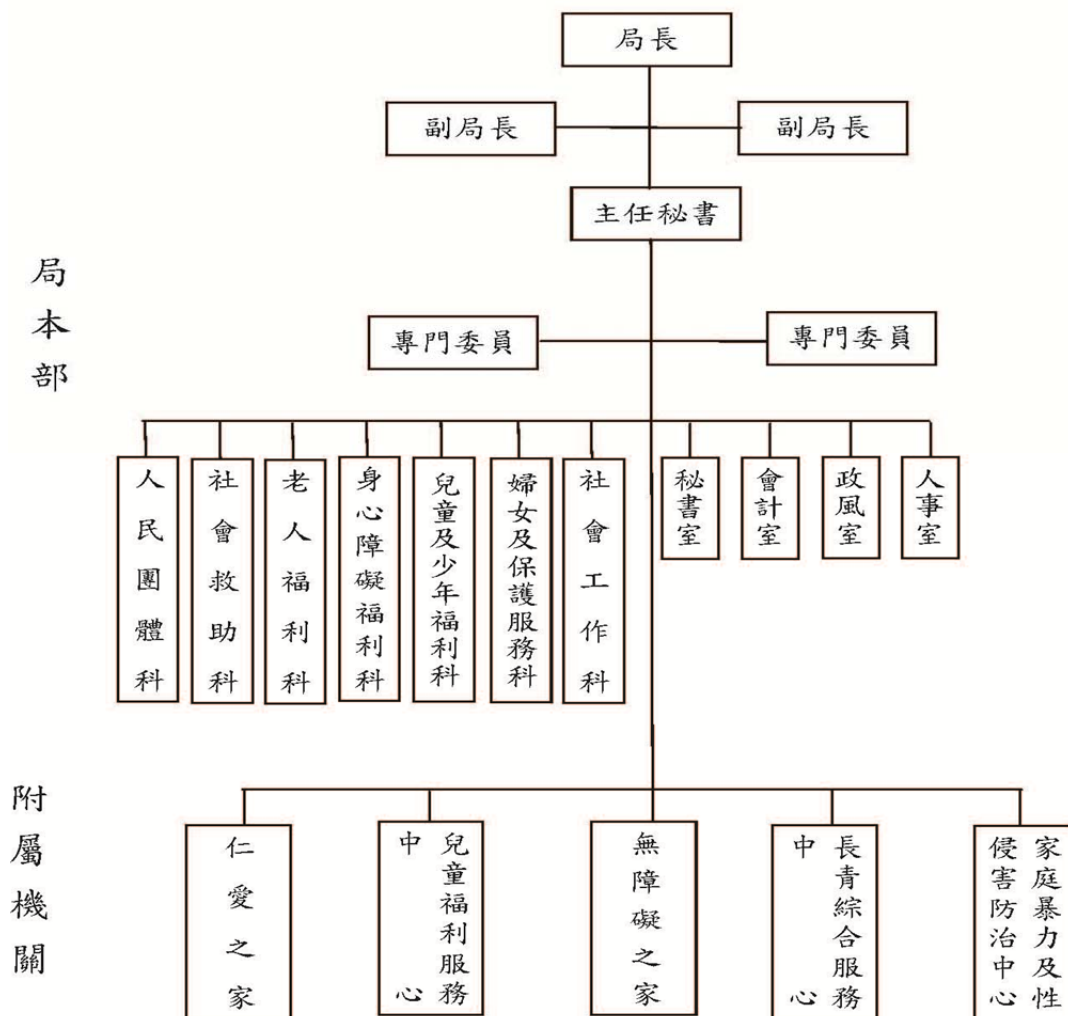 局長
副局長
副局長
主任秘書
局本部
專門委員
專門委員
人民團體科
社會救助科
老人福利科
身心障礙福利科
兒童及少年福利科
婦女及保護服務科
社會工作科
秘書室
會計室
政風室
人事室
附屬機關
仁愛之家
兒童福利服務
中心
無障礙之家
長青綜合服務
中心
家庭暴力及性
侵害防治中心